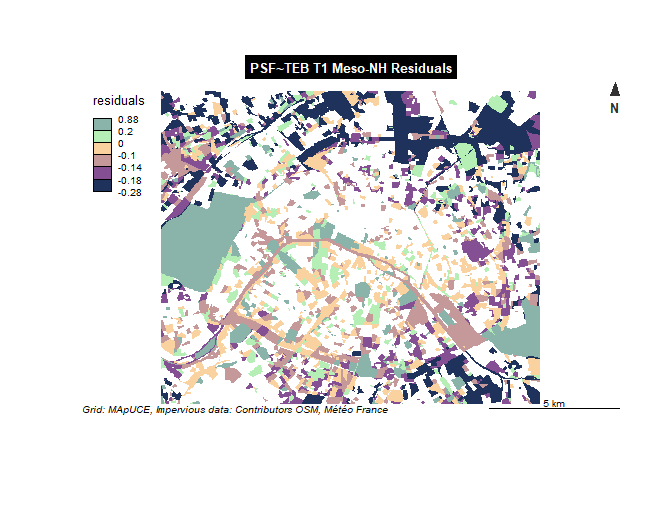 PSF~TEB T1 Meso-NH Residuals
residuals
0.88
0.2
0
-0.1
-0.14
-0.18
-0.28
N
5 km
Grid: MApUCE, Impervious data: Contributors OSM, Météo France